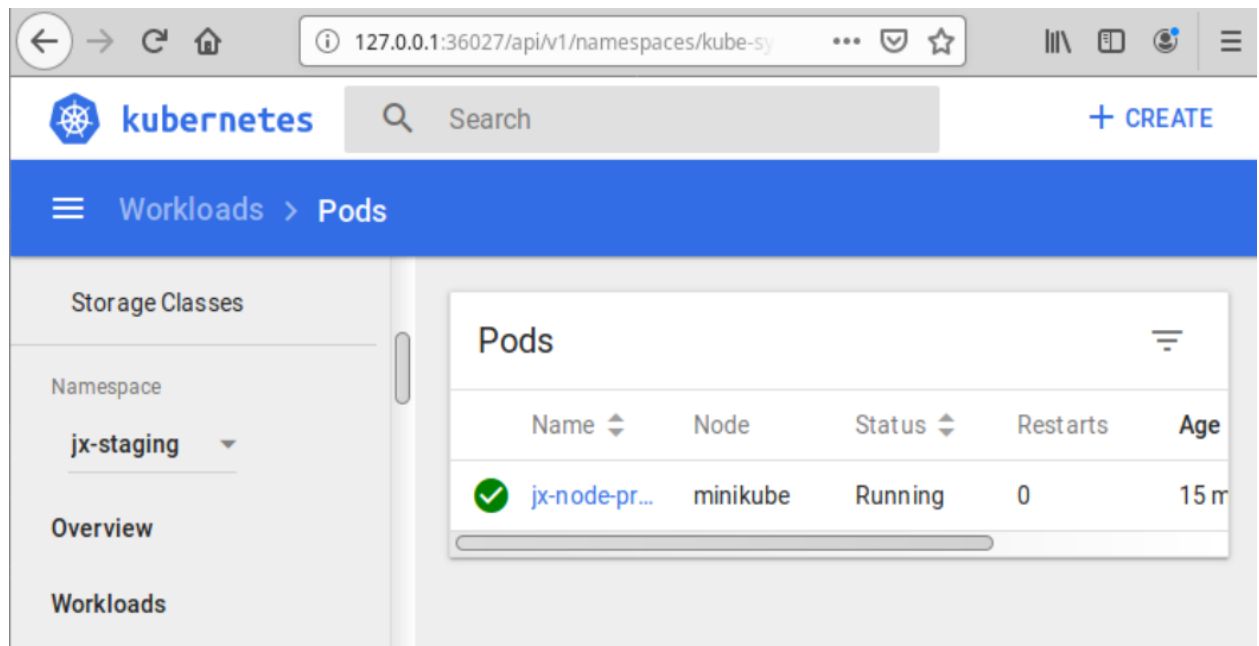 127.0.0.1:36027/api/v1/namespaces/kube-sy
kubernetes
Search
+ CREATE
Workloads > Pods
Storage Classes
Namespace
jx-staging
Overview
Workloads
Pods
Name Node Status Restarts Age
jx-node-pr... minikube Running 0 15 m